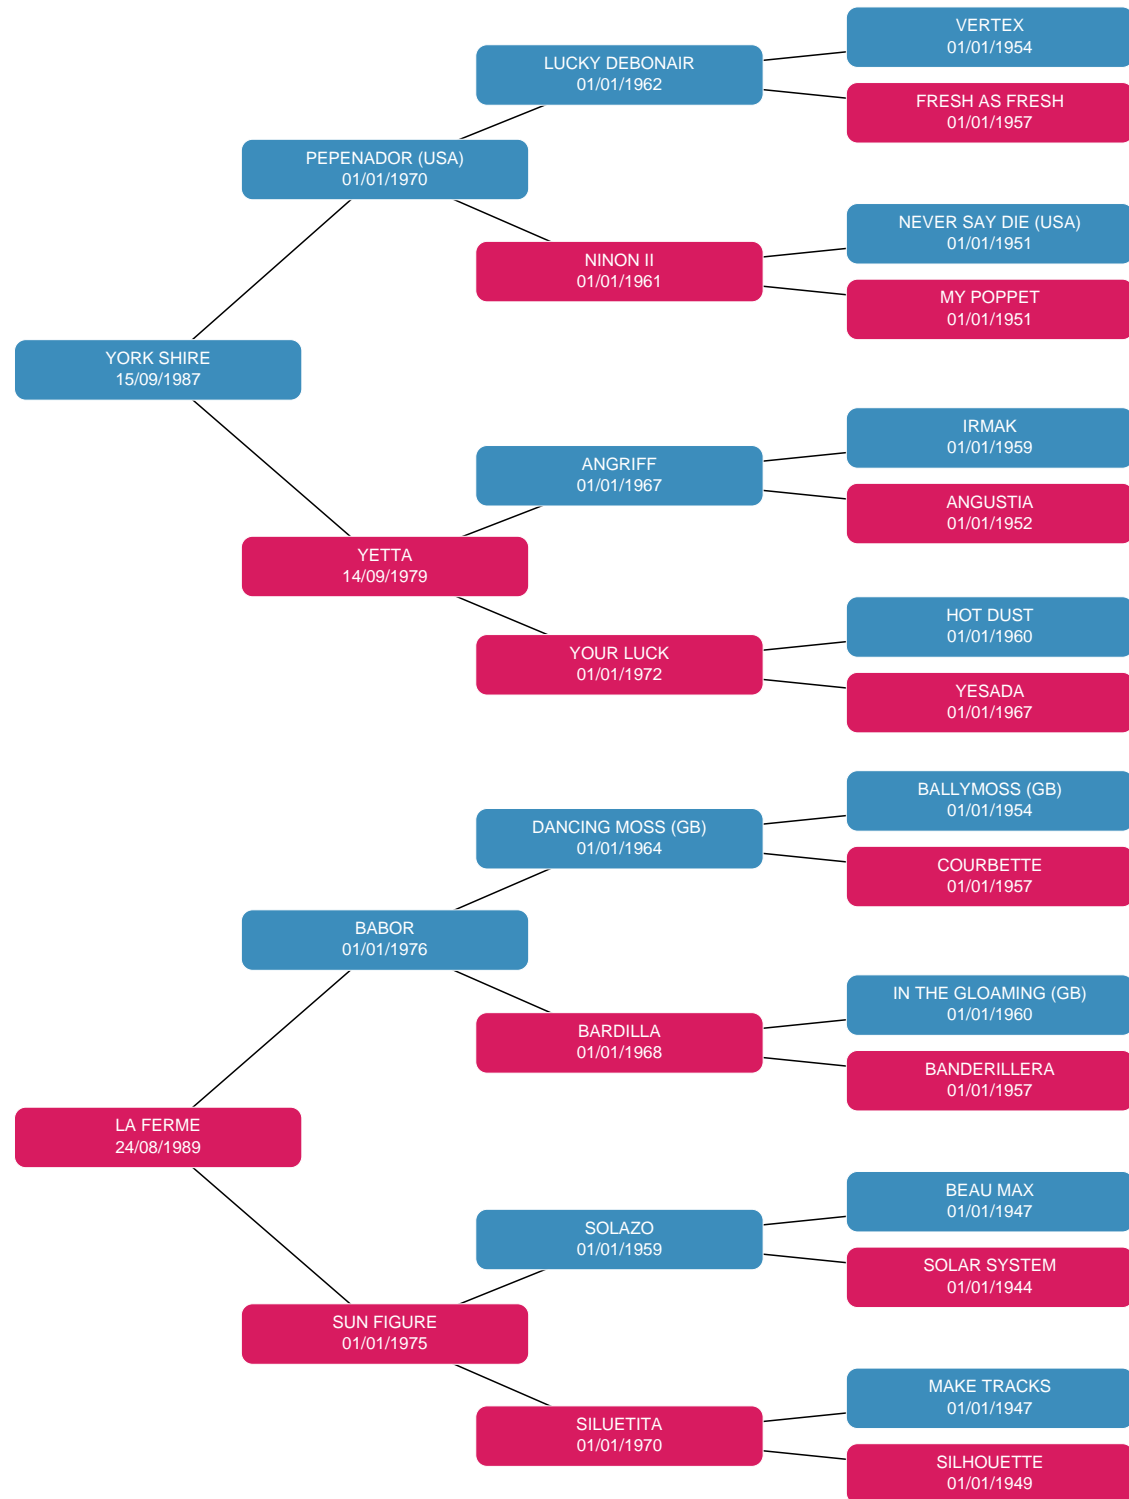 VERTEX
01/01/1954
LUCKY DEBONAIR
01/01/1962
FRESH AS FRESH
01/01/1957
PEPENADOR (USA)
01/01/1970
NEVER SAY DIE (USA)
01/01/1951
NINON II
01/01/1961
MY POPPET
01/01/1951
YORK SHIRE
15/09/1987
IRMAK
01/01/1959
ANGRIFF
01/01/1967
ANGUSTIA
01/01/1952
YETTA
14/09/1979
HOT DUST
01/01/1960
YOUR LUCK
01/01/1972
YESADA
01/01/1967
BALLYMOSS (GB)
01/01/1954
DANCING MOSS (GB)
01/01/1964
COURBETTE
01/01/1957
BABOR
01/01/1976
IN THE GLOAMING (GB)
01/01/1960
BARDILLA
01/01/1968
BANDERILLERA
01/01/1957
LA FERME
24/08/1989
BEAU MAX
01/01/1947
SOLAZO
01/01/1959
SOLAR SYSTEM
01/01/1944
SUN FIGURE
01/01/1975
MAKE TRACKS
01/01/1947
SILUETITA
01/01/1970
SILHOUETTE
01/01/1949